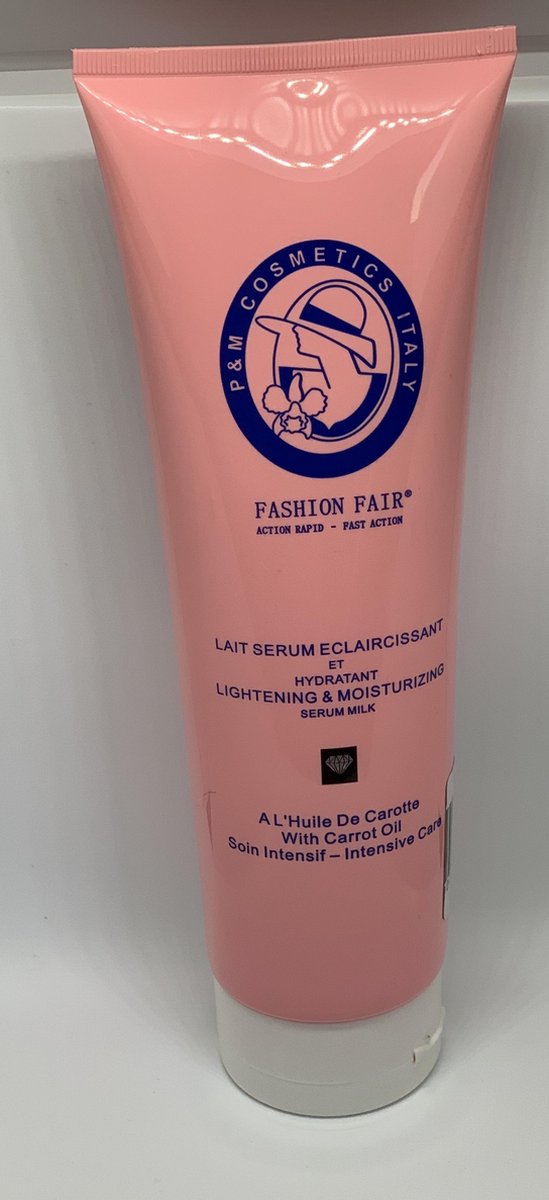 P&M COSMETICS ITALY
FASHION FAIR®
ACTION RAPID - FAST ACTION
LAIT SERUM ECLAIRCISSANT
ET
HYDRATANT
LIGHTENING & MOISTURIZING
SERUM MILK
A L'Huile De Carotte
With Carrot Oil
Soin Intensif – Intensive Care